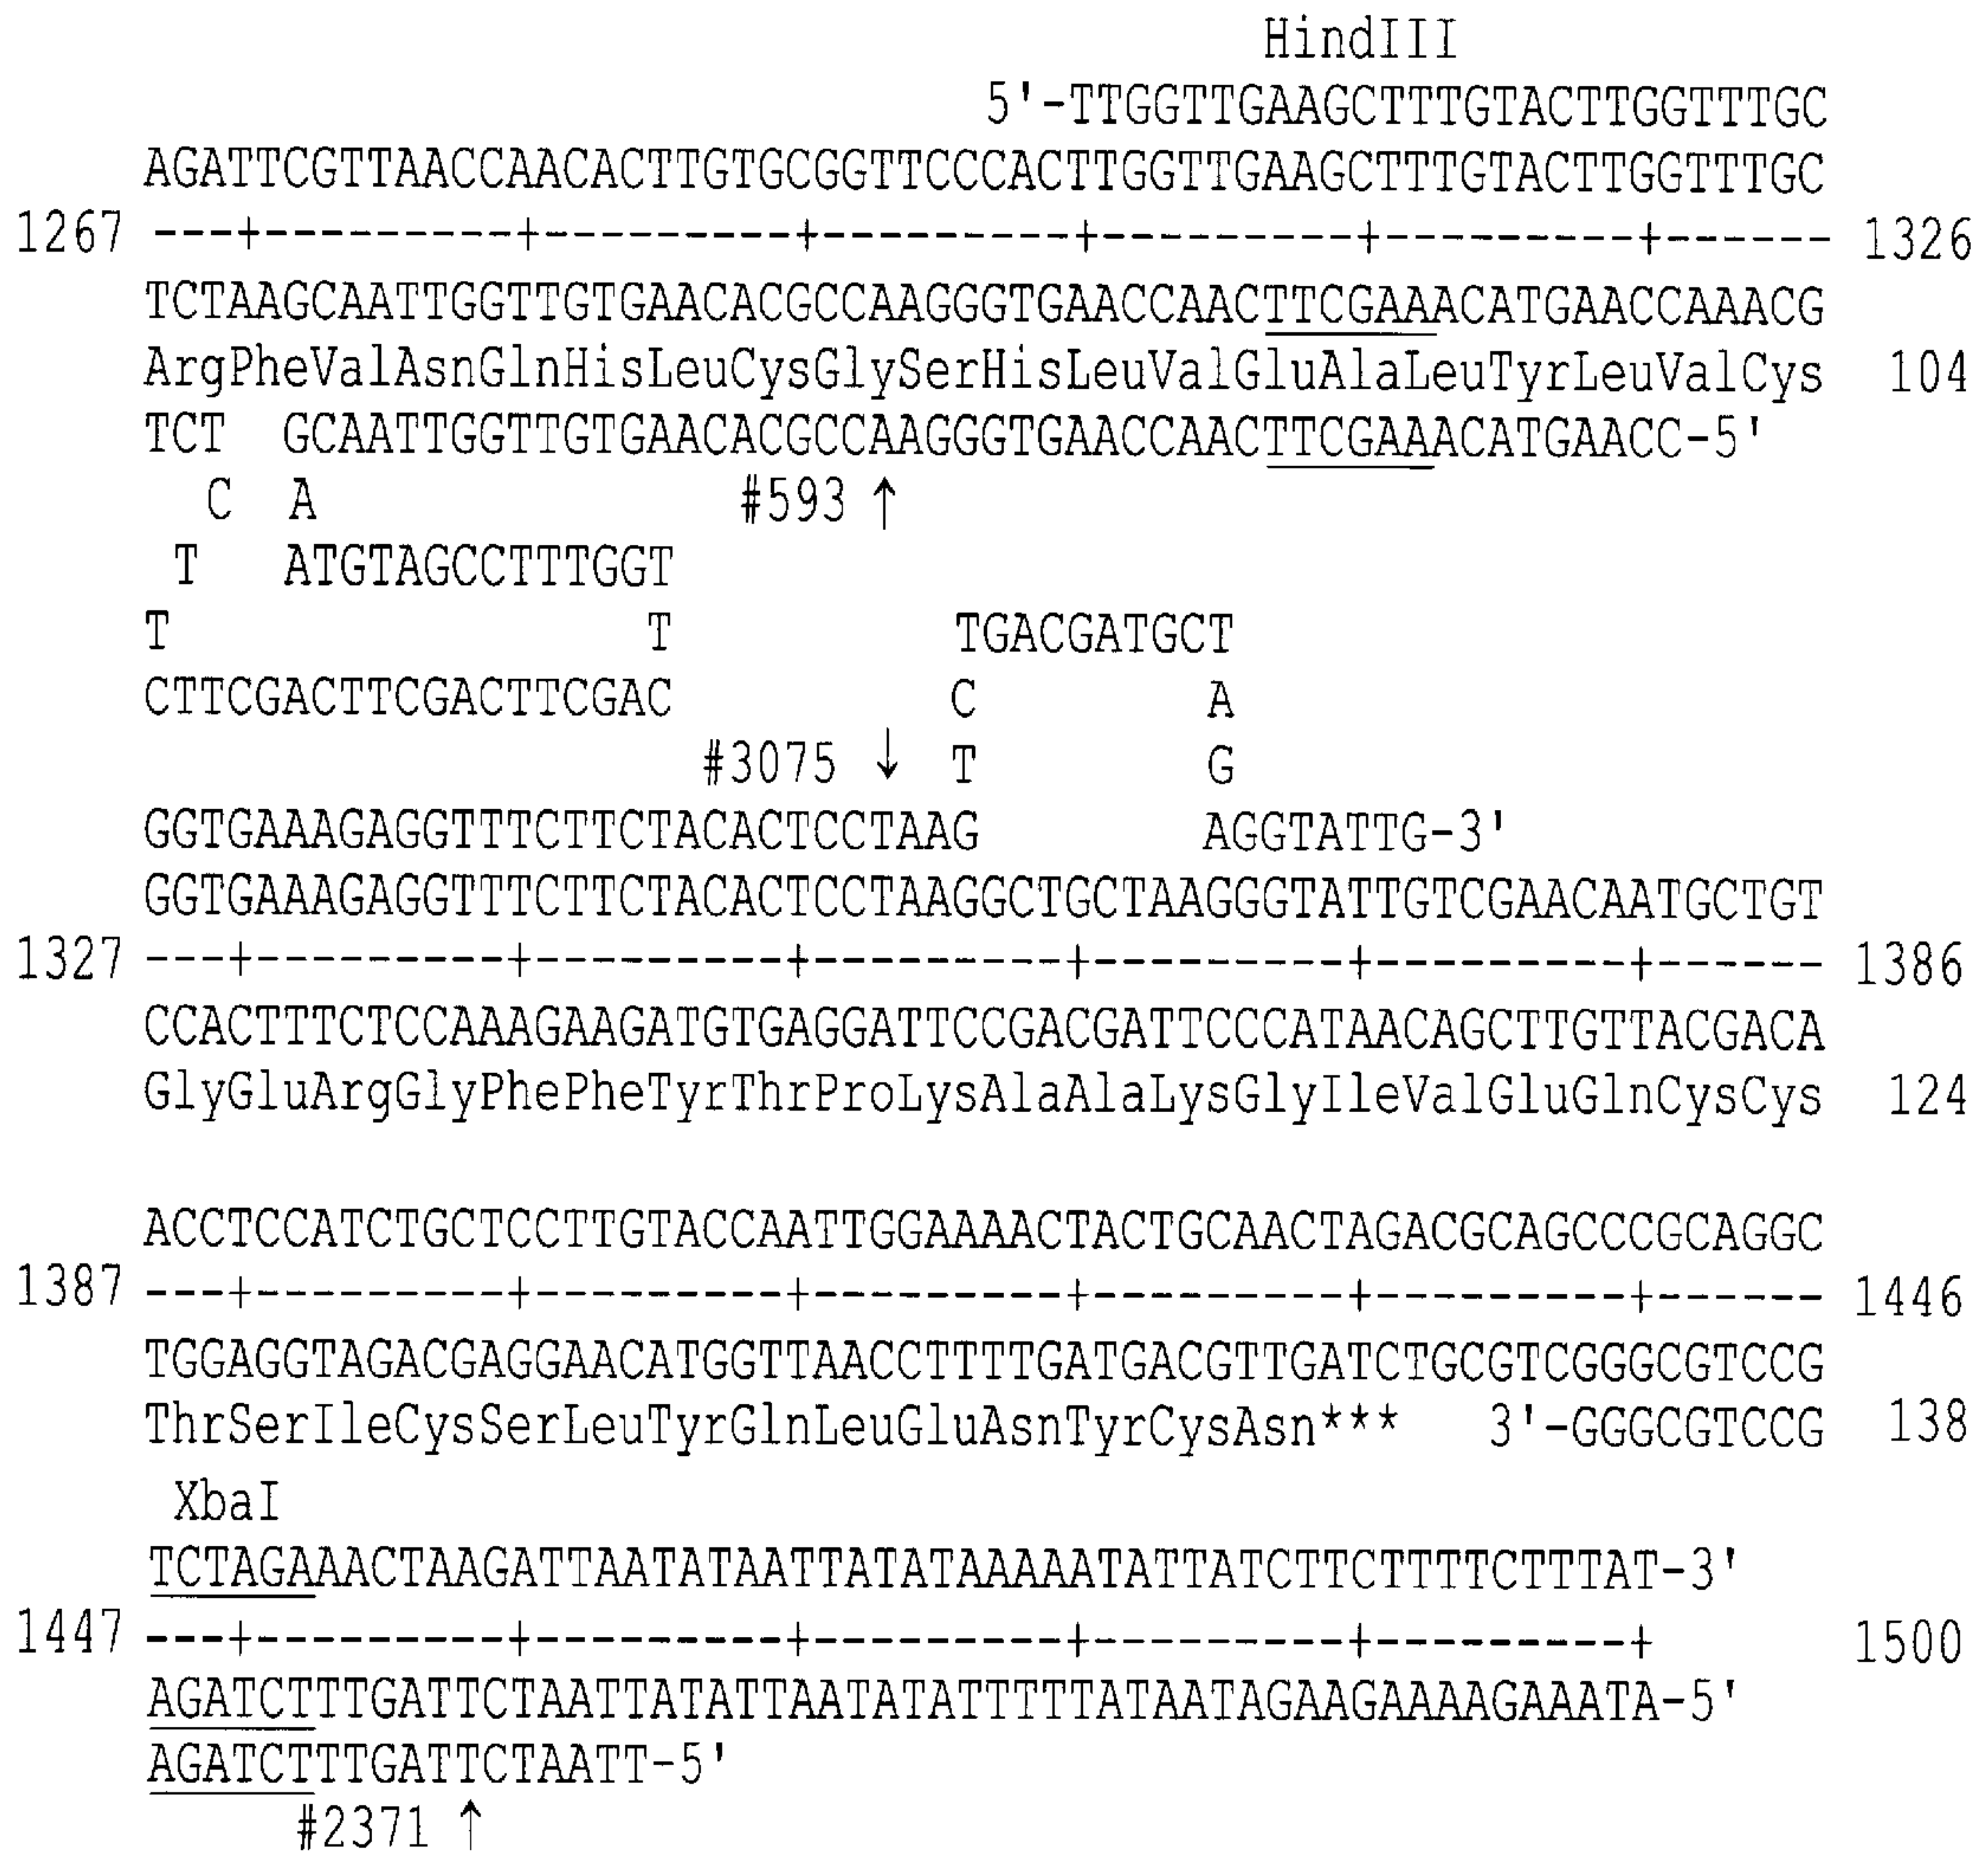 HindIII
5'-TTGGTTGAAGCTTTGTACTTGGTTTGC
AGATTCGTTAACCAACACTTGTGCGGTTCCCACTTGGTTGAAGCTTTGTACTTGGTTTGC
1267 ---+---------+---------+---------+---------+---------+------ 1326
TCTAAGCAATTGGTTGTGAACACGCCAAGGGTGAACCAACTTCGAAACATGAACCAAACG
ArgPheValAsnGlnHisLeuCysGlySerHisLeuValGluAlaLeuTyrLeuValCys 104
TCT GCAATTGGTTGTGAACACGCCAAGGGTGAACCAACTTCGAAACATGAACC-5'
C A #593 ↑
T ATGTAGCCTTTGGT
T T TGACGATGCT
CTTCGACTTCGACTTCGAC C A
#3075 ↓ T G
GGTGAAAGAGGTTTCTTCTACACTCCTAAG AGGTATTG-3'
GGTGAAAGAGGTTTCTTCTACACTCCTAAGGCTGCTAAGGGTATTGTCGAACAATGCTGT
1327 ---+---------+---------+---------+---------+---------+------ 1386
CCACTTTCTCCAAAGAAGATGTGAGGATTCCGACGATTCCCATAACAGCTTGTTACGACA
GlyGluArgGlyPhePheTyrThrProLysAlaAlaLysGlyIleValGluGlnCysCys 124
ACCTCCATCTGCTCCTTGTACCAATTGGAAAACTACTGCAACTAGACGCAGCCCGCAGGC
1387 ---+---------+---------+---------+---------+---------+------ 1446
TGGAGGTAGACGAGGAACATGGTTAACCTTTTGATGACGTTGATCTGCGTCGGGCGTCCG
ThrSerIleCysSerLeuTyrGlnLeuGluAsnTyrCysAsn*** 3'-GGGCGTCCG 138
XbaI
TCTAGAAACTAAGATTAATATAATTATATAAAAATATTATCTTCTTTTCTTTAT-3'
1447 ---+---------+---------+---------+---------+---------+ 1500
AGATCTTTGATTCTAATTATATTAATATATTTTTATAATAGAAGAAAAGAAATA-5'
AGATCTTTGATTCTAATT-5'
#2371 ↑